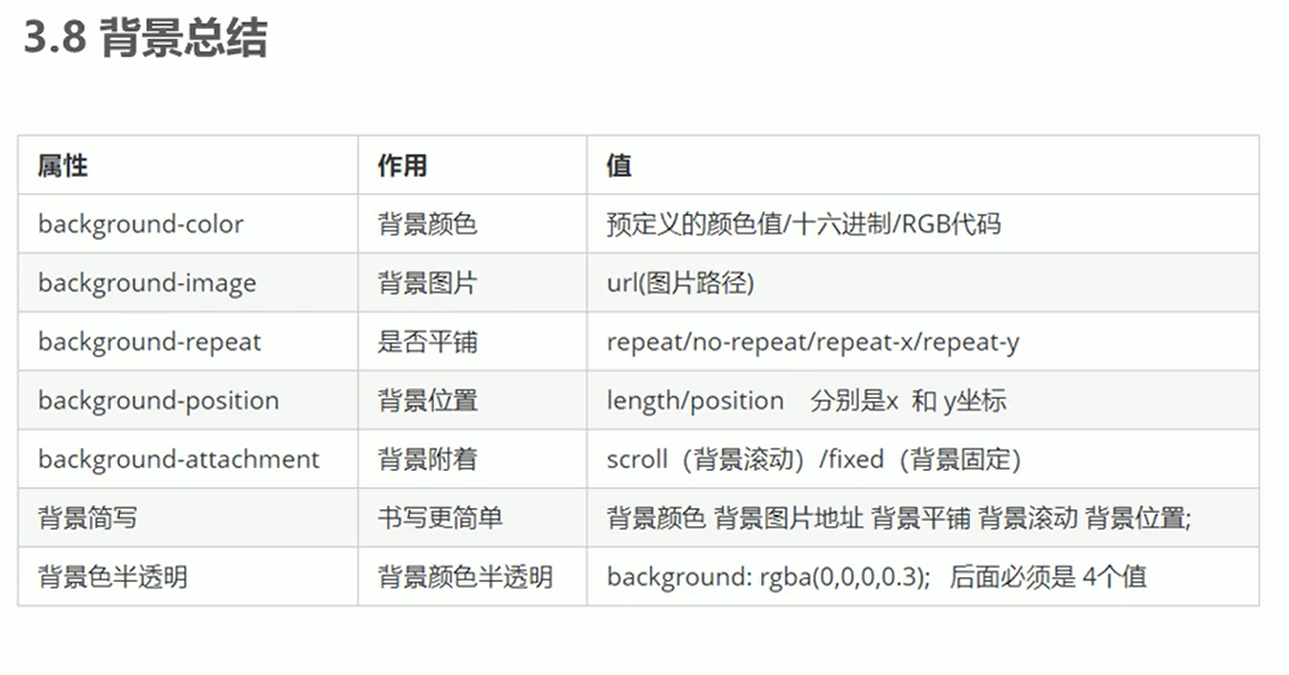 3.8 背景总结
属性 作用 值
background-color 背景颜色 预定义的颜色值/十六进制/RGB代码
background-image 背景图片 url(图片路径)
background-repeat 是否平铺 repeat/no-repeat/repeat-x/repeat-y
background-position 背景位置 length/position 分别是x 和 y坐标
background-attachment 背景附着 scroll（背景滚动）/fixed（背景固定）
背景简写 书写更简单 背景颜色 背景图片地址 背景平铺 背景滚动 背景位置;
背景色半透明 背景颜色半透明 background: rgba(0,0,0,0.3); 后面必须是 4个值